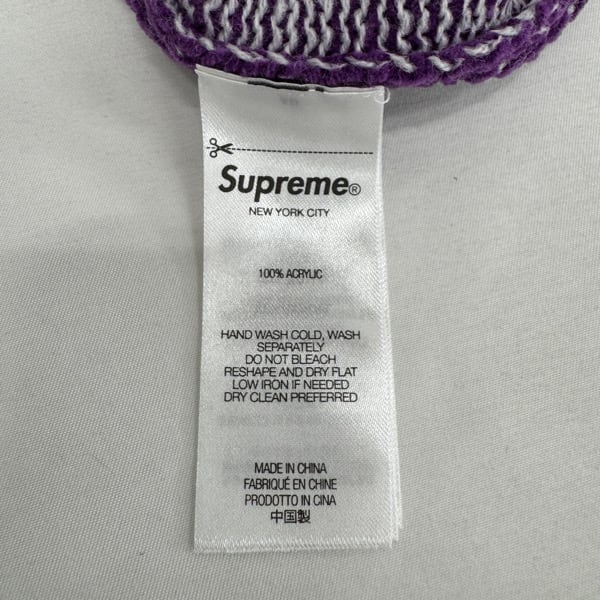 Supreme®
NEW YORK CITY
100% ACRYLIC
HAND WASH COLD, WASH
SEPARATELY
DO NOT BLEACH
RESHAPE AND DRY FLAT
LOW IRON IF NEEDED
DRY CLEAN PREFERRED
MADE IN CHINA
FABRIQUÉ EN CHINE
PRODOTTO IN CINA
中国製